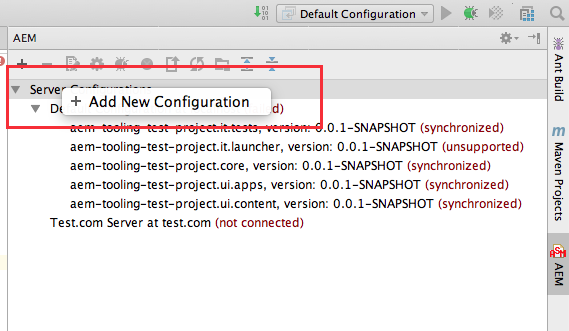 Default Configuration
AEM
Server Configurations
+ Add New Configuration
De
d)
aem-tooling-test-project.it.tests, version: 0.0.1-SNAPSHOT (synchronized)
aem-tooling-test-project.it.launcher, version: 0.0.1-SNAPSHOT (unsupported)
aem-tooling-test-project.core, version: 0.0.1-SNAPSHOT (synchronized)
aem-tooling-test-project.ui.apps, version: 0.0.1-SNAPSHOT (synchronized)
aem-tooling-test-project.ui.content, version: 0.0.1-SNAPSHOT (synchronized)
Test.com Server at test.com (not connected)
Ant Build
m
Maven Projects
AEM